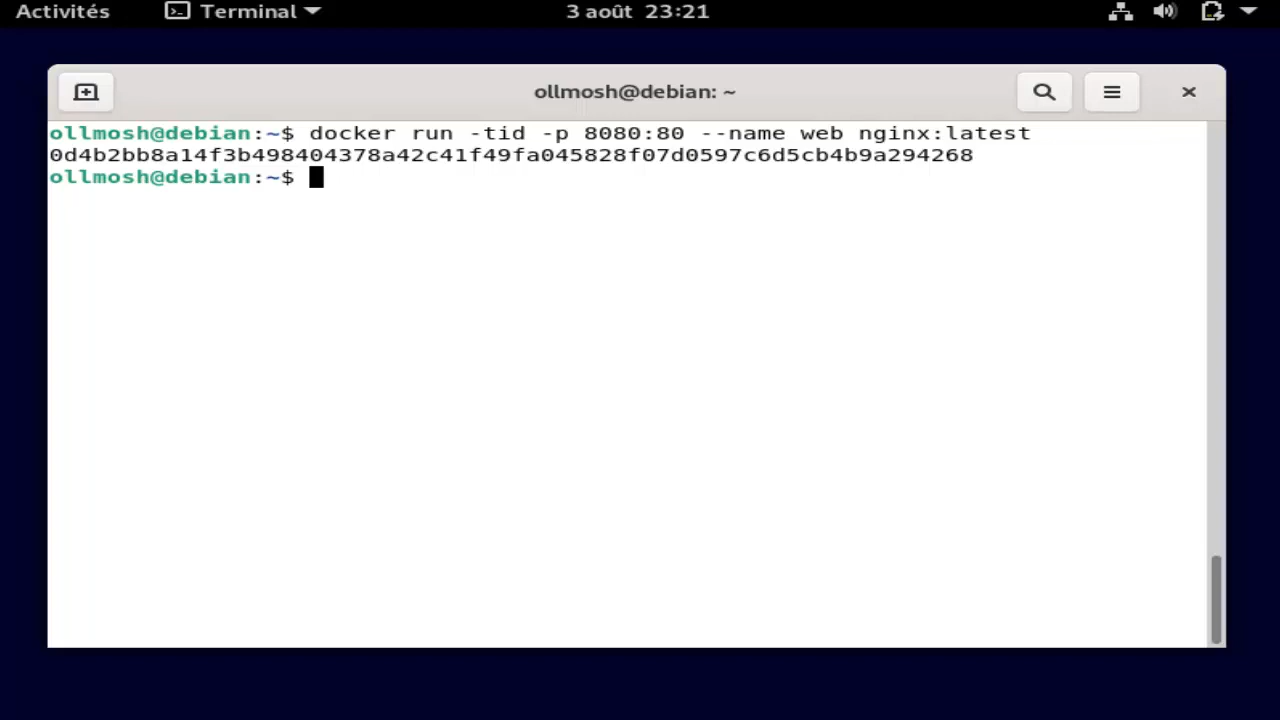 Activités Terminal 3 août 23:21
ollmosh@debian: ~
ollmosh@debian:~$ docker run -tid -p 8080:80 --name web nginx:latest
0d4b2bb8a14f3b498404378a42c41f49fa045828f07d0597c6d5cb4b9a294268
ollmosh@debian:~$